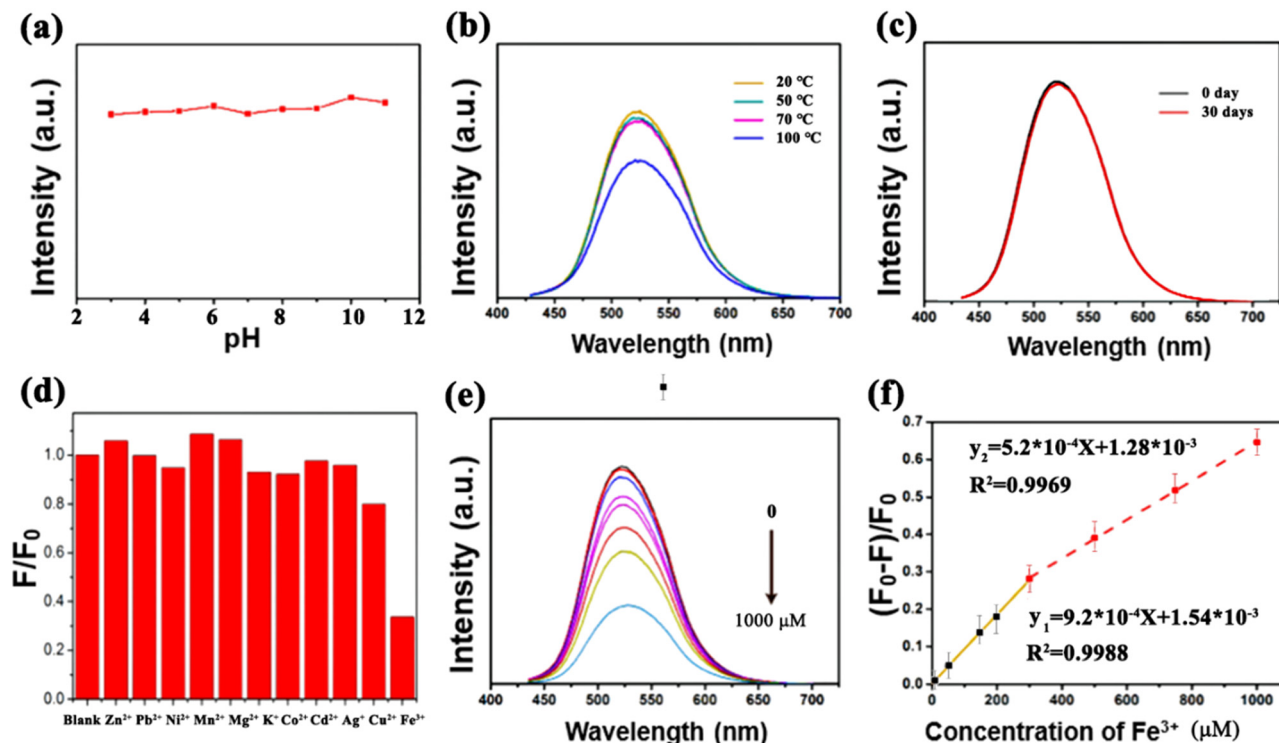 (a)
Intensity (a.u.)
2 4 6 8 10 12
pH
(b)
Intensity (a.u.)
20 °C
50 °C
70 °C
100 °C
400 450 500 550 600 650 700
Wavelength (nm)
(c)
Intensity (a.u.)
0 day
30 days
400 450 500 550 600 650 700
Wavelength (nm)
(d)
F/F₀
1.0
0.8
0.6
0.4
0.2
0.0
Blank Zn²⁺ Pb²⁺ Ni²⁺ Mn²⁺ Mg²⁺ K⁺ Co²⁺ Cd²⁺ Ag⁺ Cu²⁺ Fe³⁺
(e)
Intensity (a.u.)
0
1000 μM
400 450 500 550 600 650 700
Wavelength (nm)
(f)
(F₀-F)/F₀
0.7
0.6
0.5
0.4
0.3
0.2
0.1
0.0
y₂=5.2*10⁻⁴X+1.28*10⁻³
R²=0.9969
y₁=9.2*10⁻⁴X+1.54*10⁻³
R²=0.9988
0 200 400 600 800 1000
Concentration of Fe³⁺ (μM)